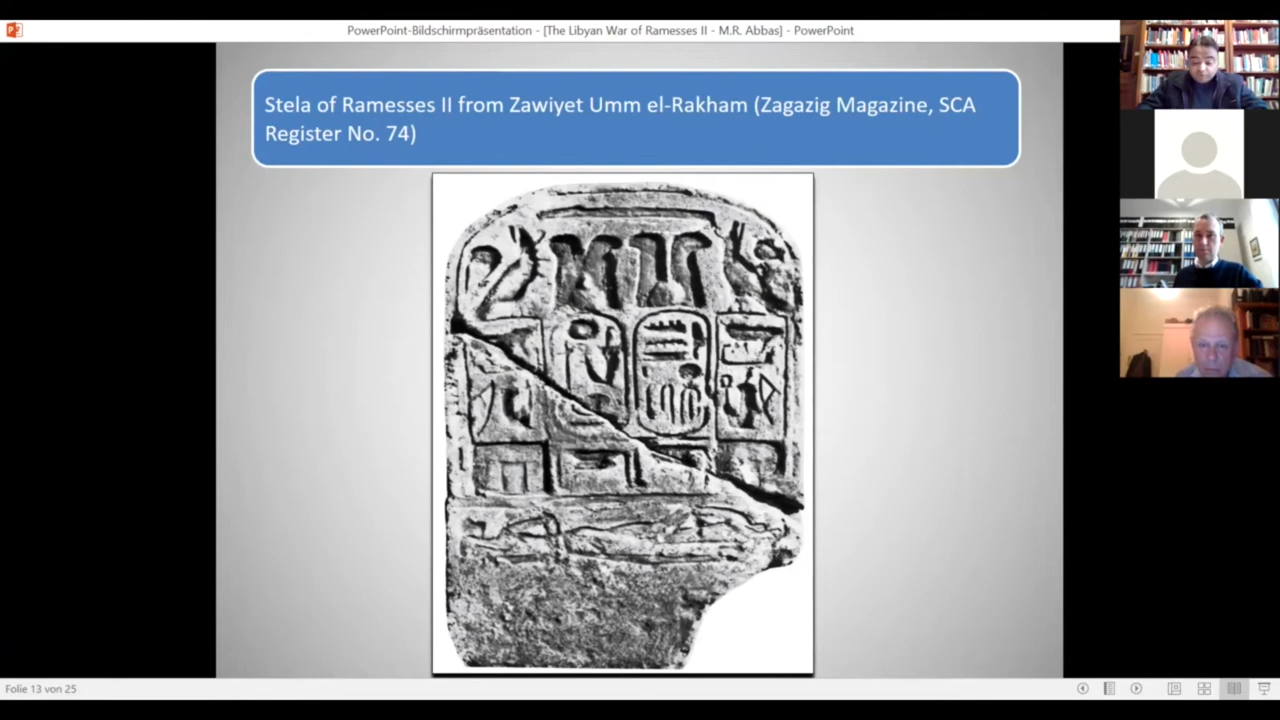 PowerPoint-Bildschirmpräsentation - [The Libyan War of Ramesses II - M.R. Abbas] - PowerPoint
Stela of Ramesses II from Zawiyet Umm el-Rakham (Zagazig Magazine, SCA
Register No. 74)
Folie 13 von 25